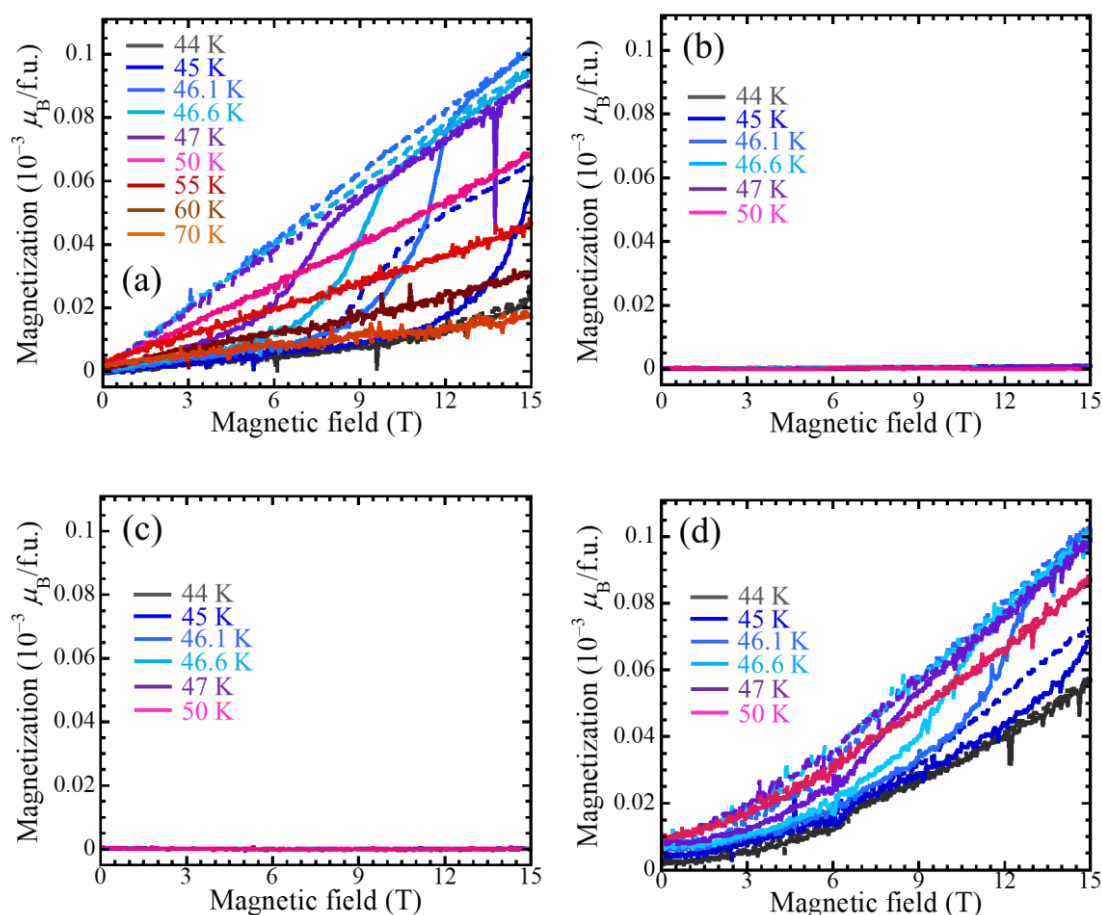 (a)
Magnetization (10⁻³ μB/f.u.)
0.1
0.08
0.06
0.04
0.02
0
44 K
45 K
46.1 K
46.6 K
47 K
50 K
55 K
60 K
70 K
0 3 6 9 12 15
Magnetic field (T)
(b)
Magnetization (10⁻³ μB/f.u.)
0.1
0.08
0.06
0.04
0.02
0
44 K
45 K
46.1 K
46.6 K
47 K
50 K
0 3 6 9 12 15
Magnetic field (T)
(c)
Magnetization (10⁻³ μB/f.u.)
0.1
0.08
0.06
0.04
0.02
0
44 K
45 K
46.1 K
46.6 K
47 K
50 K
0 3 6 9 12 15
Magnetic field (T)
(d)
Magnetization (10⁻³ μB/f.u.)
0.1
0.08
0.06
0.04
0.02
0
44 K
45 K
46.1 K
46.6 K
47 K
50 K
0 3 6 9 12 15
Magnetic field (T)